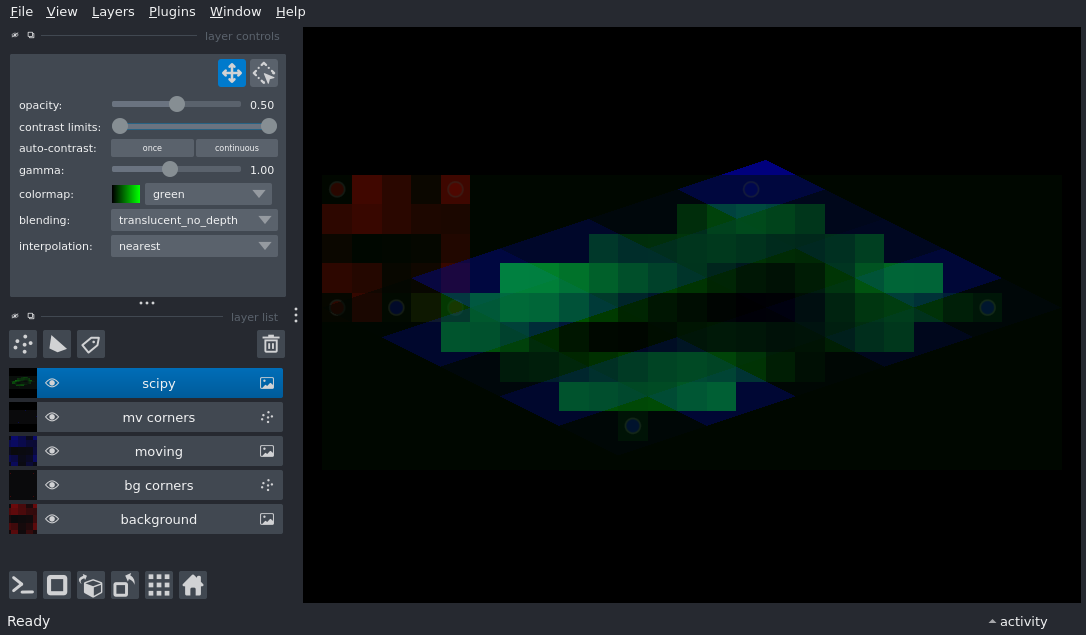 File View Layers Plugins Window Help
layer controls
opacity: 0.50
contrast limits:
auto-contrast: once continuous
gamma: 1.00
colormap: green
blending: translucent_no_depth
interpolation: nearest
layer list
scipy
mv corners
moving
bg corners
background
Ready activity